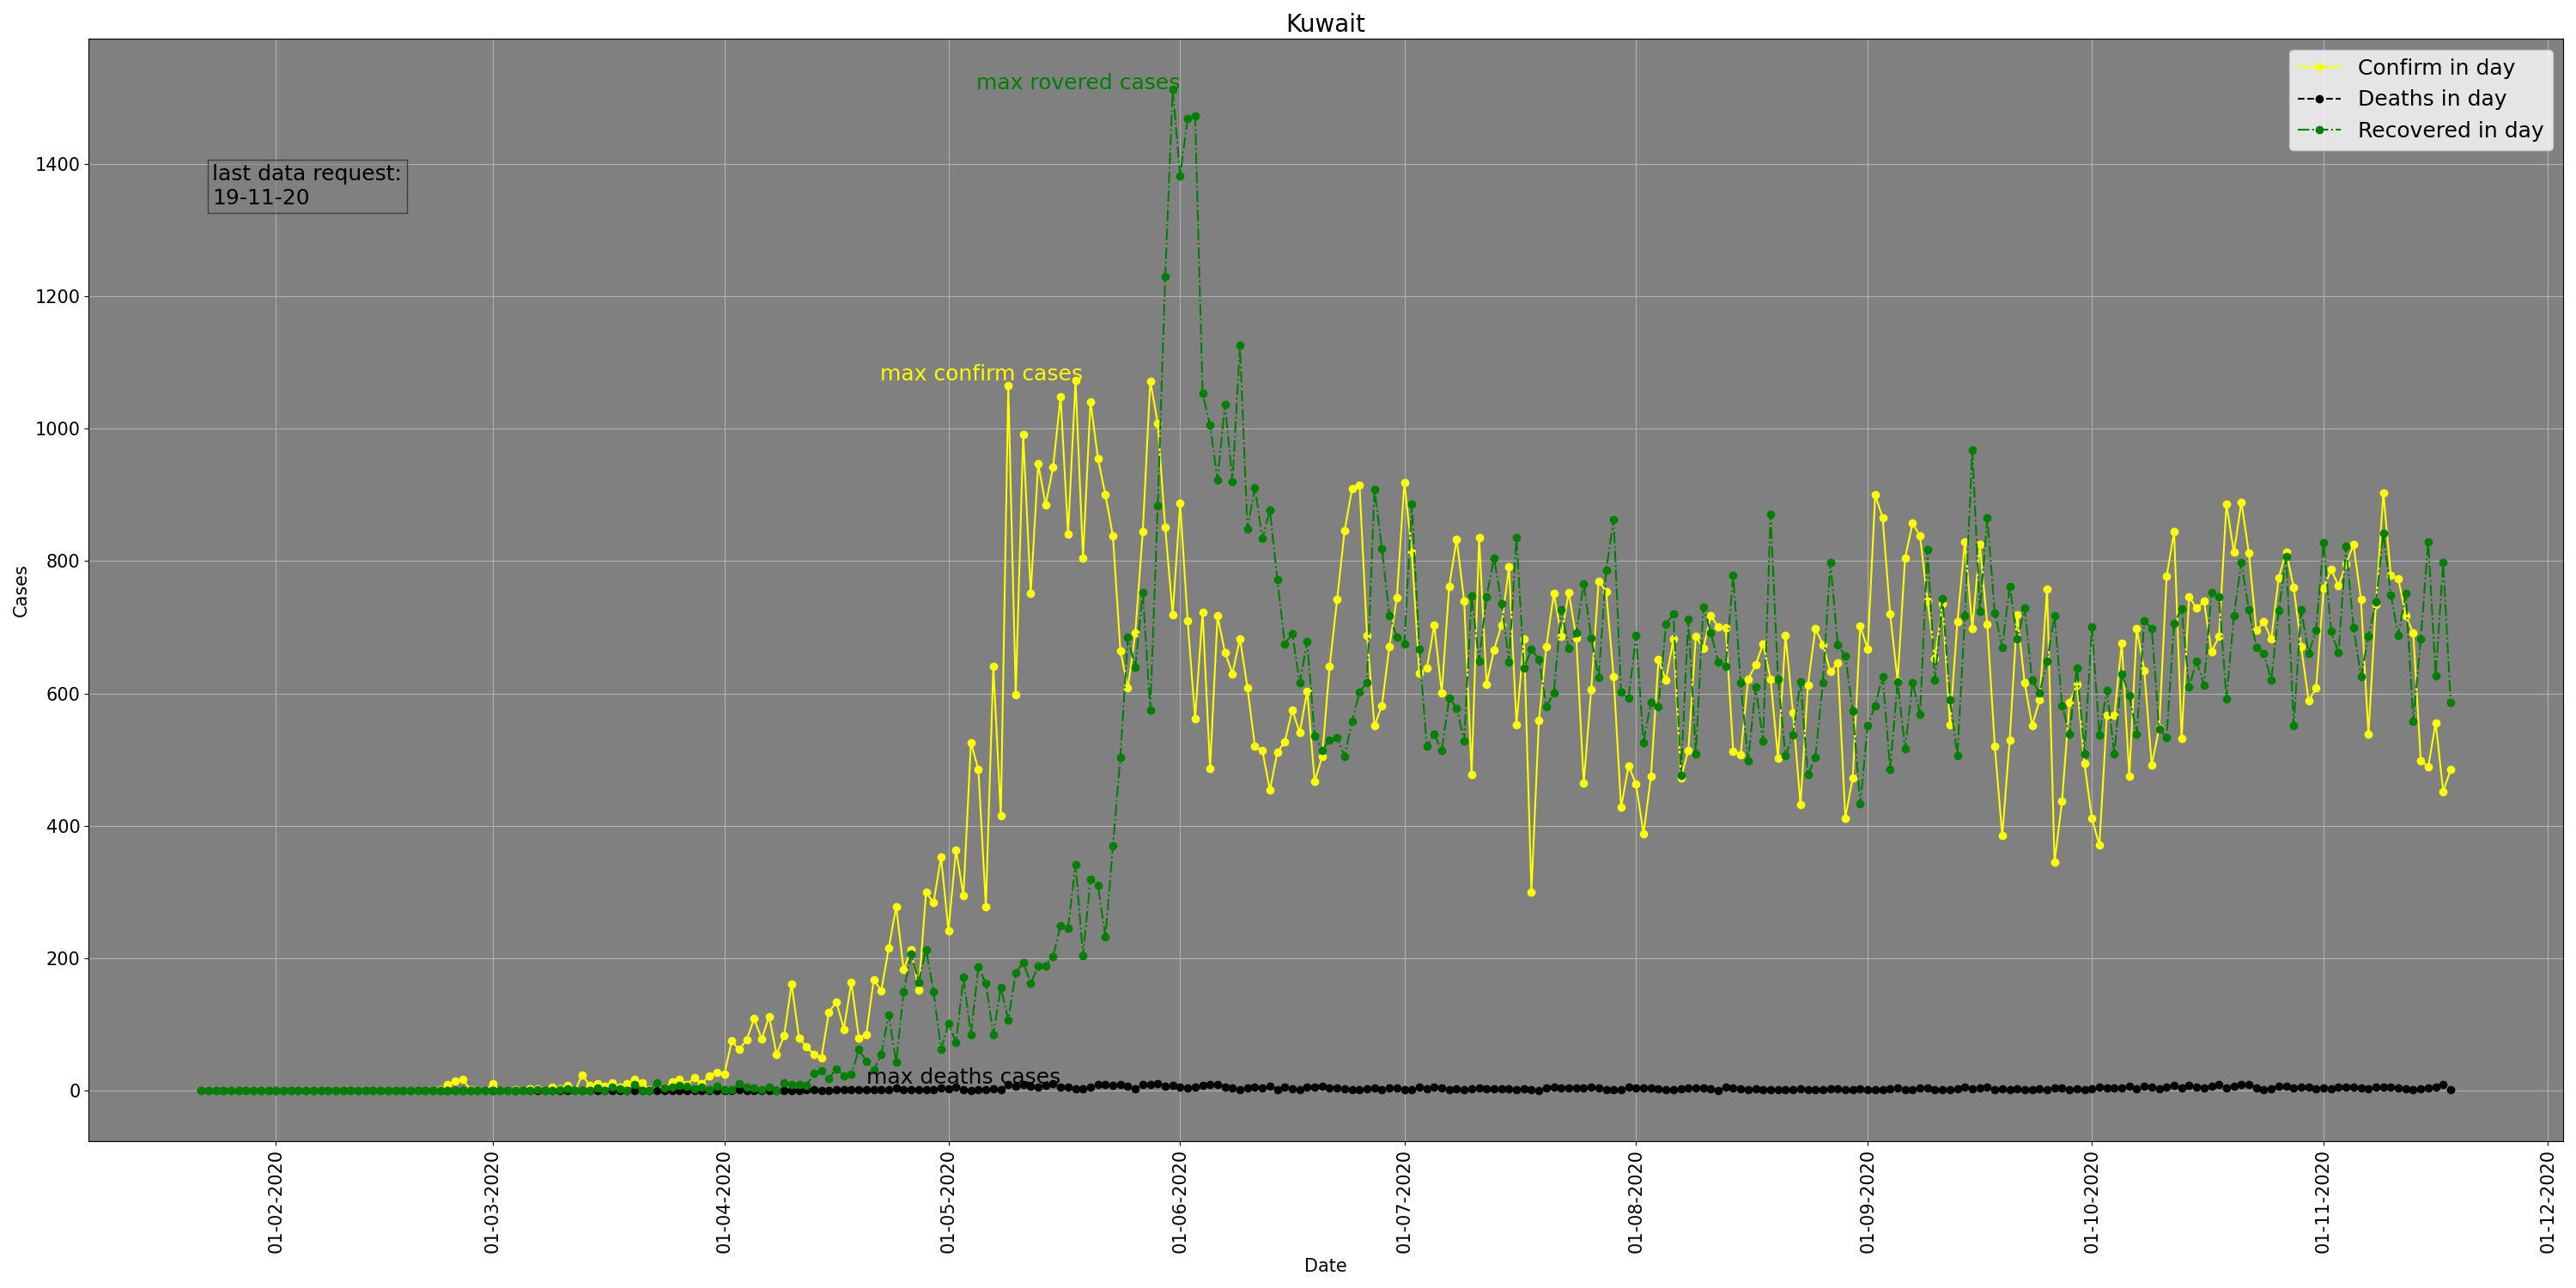 Kuwait
max rovered cases
Confirm in day
Deaths in day
Recovered in day
last data request:
19-11-20
max confirm cases
max deaths cases
Cases
1400
1200
1000
800
600
400
200
0
01-02-2020
01-03-2020
01-04-2020
01-05-2020
01-06-2020
01-07-2020
01-08-2020
01-09-2020
01-10-2020
01-11-2020
01-12-2020
Date